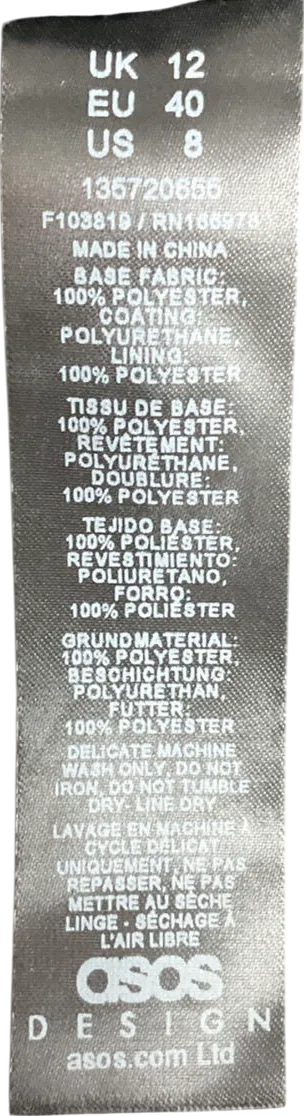 UK 12
EU 40
US 8
135720655
F103819 / RN166978
MADE IN CHINA
BASE FABRIC:
100% POLYESTER,
COATING:
POLYURETHANE,
LINING:
100% POLYESTER
TISSU DE BASE:
100% POLYESTER,
REVÊTEMENT:
POLYURÉTHANE,
DOUBLURE:
100% POLYESTER
TEJIDO BASE:
100% POLIÉSTER,
REVESTIMIENTO:
POLIURETANO,
FORRO:
100% POLIÉSTER
GRUNDMATERIAL:
100% POLYESTER,
BESCHICHTUNG:
POLYURETHAN,
FUTTER:
100% POLYESTER
DELICATE MACHINE
WASH ONLY, DO NOT
IRON, DO NOT TUMBLE
DRY- LINE DRY
LAVAGE EN MACHINE À
CYCLE DÉLICAT
UNIQUEMENT, NE PAS
REPASSER, NE PAS
METTRE AU SÈCHE
LINGE - SÉCHAGE À
L'AIR LIBRE
asos
DESIGN
asos.com Ltd